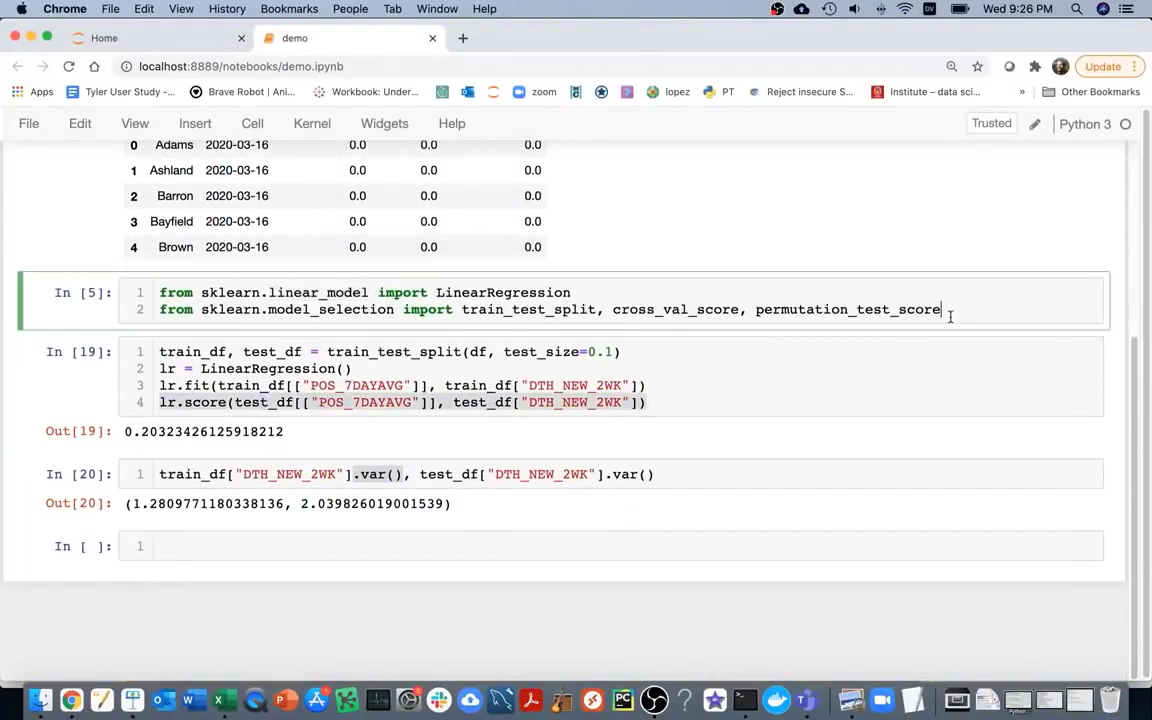 Chrome File Edit View History Bookmarks People Tab Window Help DV Wed 9:26 PM
Home demo
localhost:8889/notebooks/demo.ipynb Update
Apps Tyler User Study -... Brave Robot | Ani... Workbook: Under... zoom lopez PT Reject insecure S... Institute – data sci... » Other Bookmarks
File Edit View Insert Cell Kernel Widgets Help Trusted Python 3
0 Adams 2020-03-16 0.0 0.0 0.0
1 Ashland 2020-03-16 0.0 0.0 0.0
2 Barron 2020-03-16 0.0 0.0 0.0
3 Bayfield 2020-03-16 0.0 0.0 0.0
4 Brown 2020-03-16 0.0 0.0 0.0
In [5]: 1 from sklearn.linear_model import LinearRegression
2 from sklearn.model_selection import train_test_split, cross_val_score, permutation_test_score
In [19]: 1 train_df, test_df = train_test_split(df, test_size=0.1)
2 lr = LinearRegression()
3 lr.fit(train_df[["POS_7DAYAVG"]], train_df["DTH_NEW_2WK"])
4 lr.score(test_df[["POS_7DAYAVG"]], test_df["DTH_NEW_2WK"])
Out[19]: 0.20323426125918212
In [20]: 1 train_df["DTH_NEW_2WK"].var(), test_df["DTH_NEW_2WK"].var()
Out[20]: (1.2809771180338136, 2.039826019001539)
In [ ]: 1